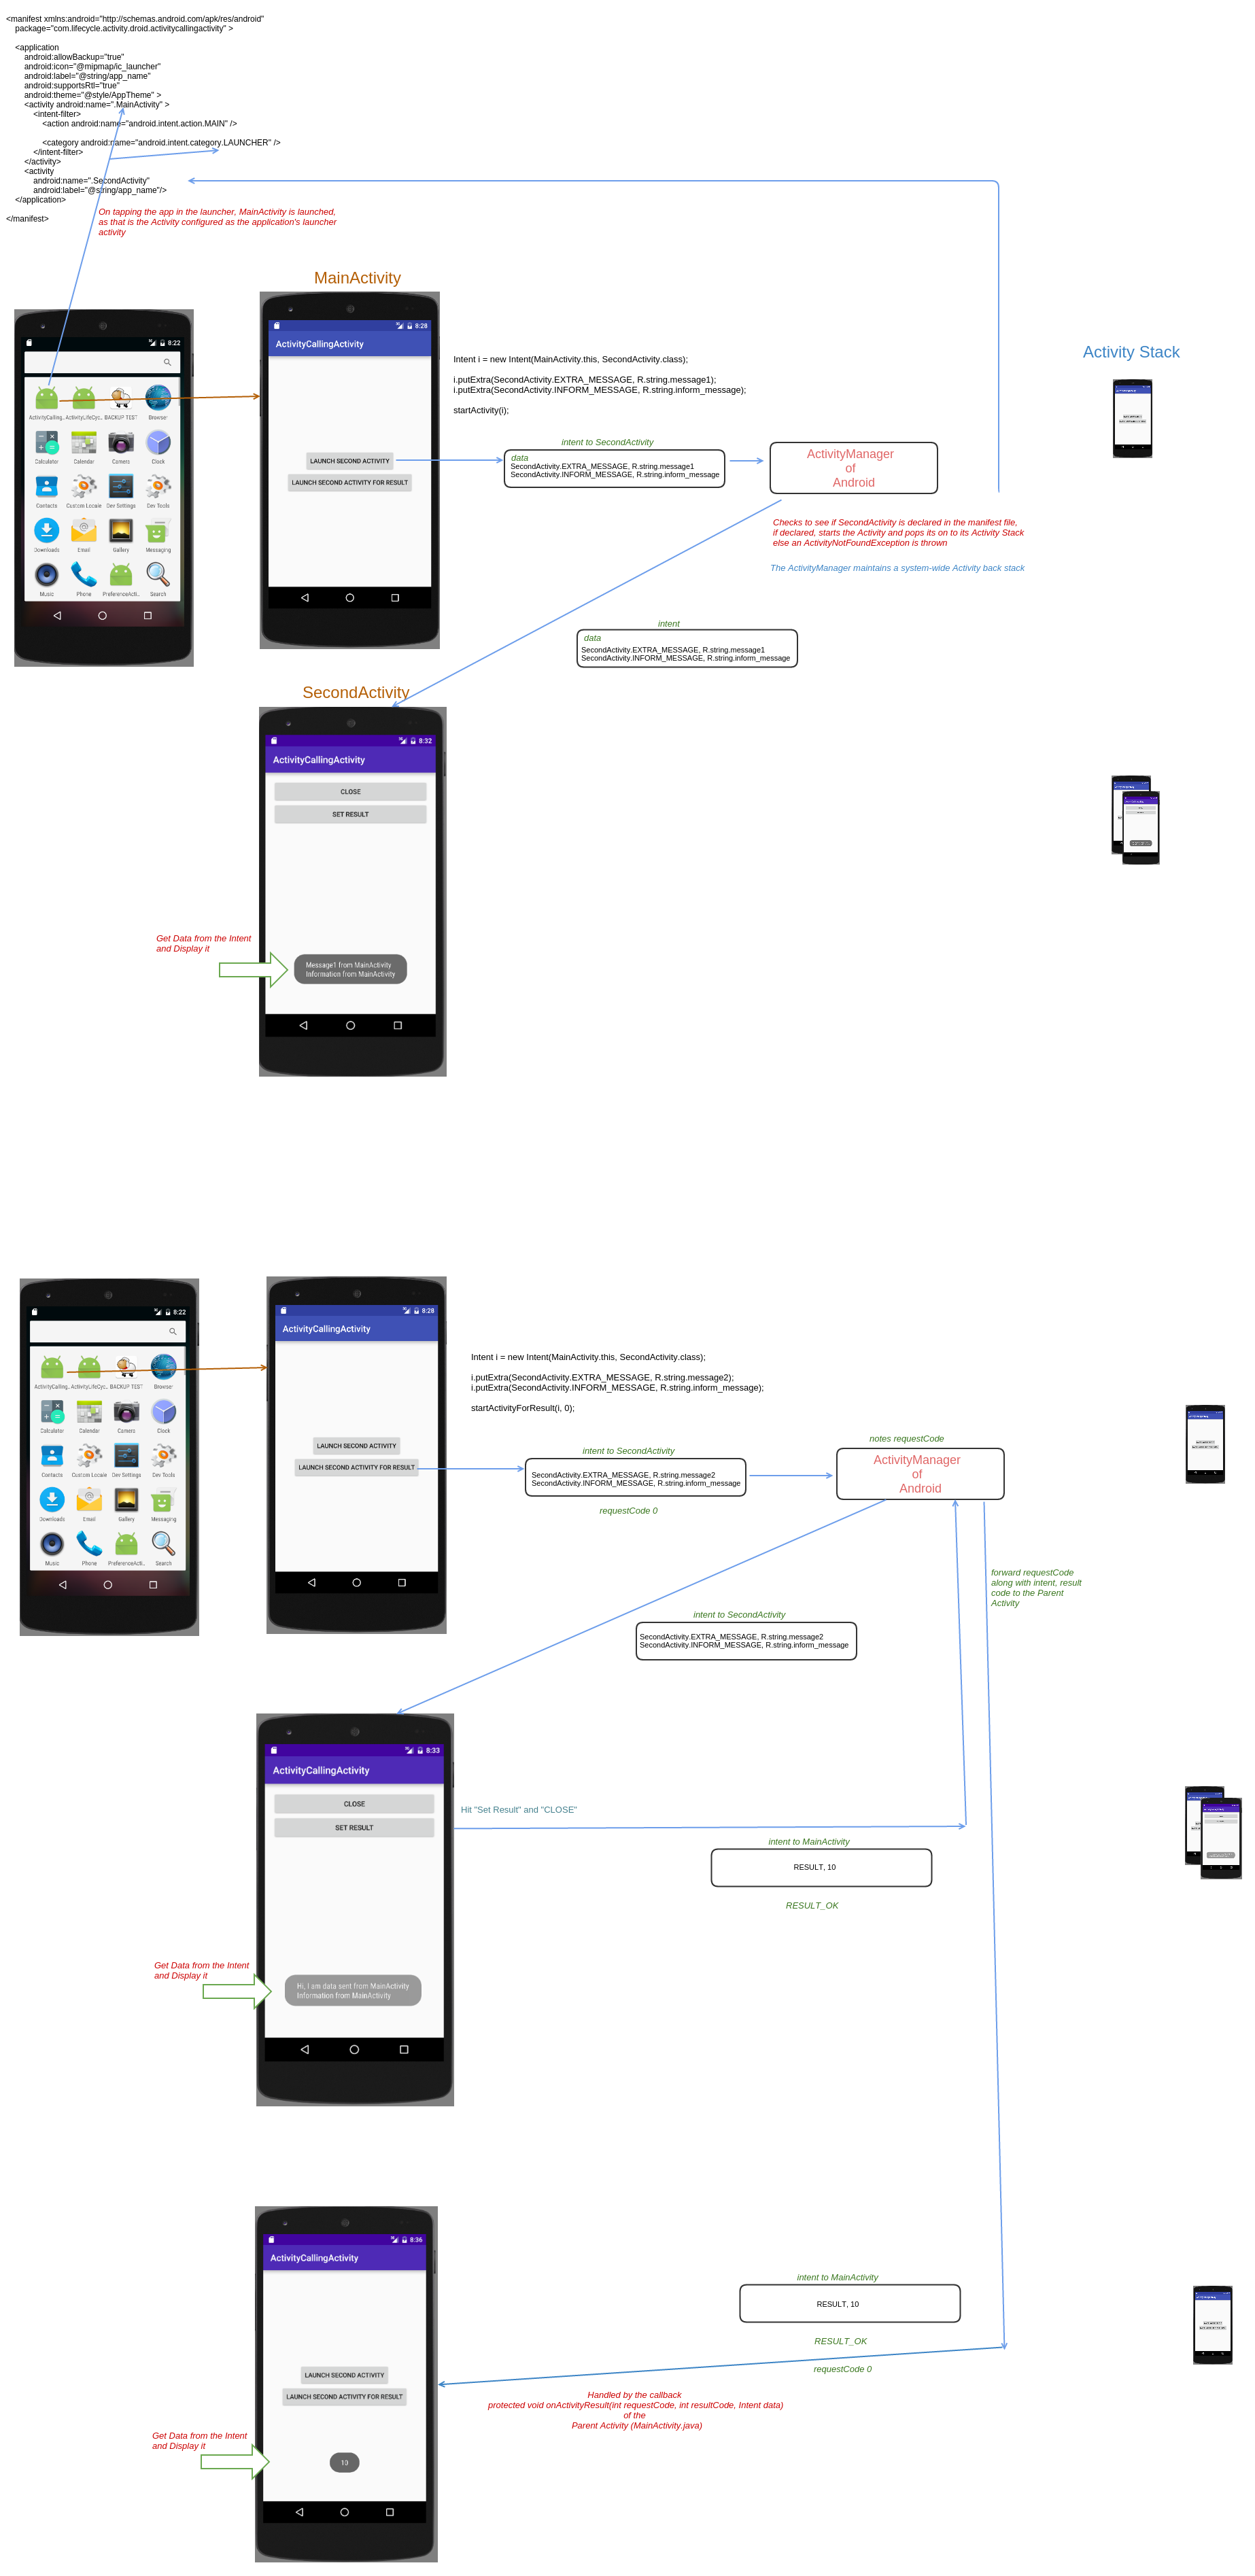 <manifest xmlns:android="http://schemas.android.com/apk/res/android"
package="com.lifecycle.activity.droid.activitycallingactivity" >
<application
android:allowBackup="true"
android:icon="@mipmap/ic_launcher"
android:label="@string/app_name"
android:supportsRtl="true"
android:theme="@style/AppTheme" >
<activity android:name=".MainActivity" >
<intent-filter>
<action android:name="android.intent.action.MAIN" />
<category android:name="android.intent.category.LAUNCHER" />
</intent-filter>
</activity>
<activity
android:name=".SecondActivity"
android:label="@string/app_name"/>
</application>
</manifest>
On tapping the app in the launcher, MainActivity is launched,
as that is the Activity configured as the application's launcher
activity
MainActivity
8:22
ActivityCalling.. ActivityLifeCyc.. BACKUP TEST Browser
Calculator Calendar Camera Clock
Contacts Custom Locale Dev Settings Dev Tools
Downloads Email Gallery Messaging
Music Phone PreferenceActi.. Search
8:28
ActivityCallingActivity
LAUNCH SECOND ACTIVITY
LAUNCH SECOND ACTIVITY FOR RESULT
Intent i = new Intent(MainActivity.this, SecondActivity.class);
i.putExtra(SecondActivity.EXTRA_MESSAGE, R.string.message1);
i.putExtra(SecondActivity.INFORM_MESSAGE, R.string.inform_message);
startActivity(i);
Activity Stack
intent to SecondActivity
data
SecondActivity.EXTRA_MESSAGE, R.string.message1
SecondActivity.INFORM_MESSAGE, R.string.inform_message
ActivityManager
of
Android
Checks to see if SecondActivity is declared in the manifest file,
if declared, starts the Activity and pops its on to its Activity Stack
else an ActivityNotFoundException is thrown
The ActivityManager maintains a system-wide Activity back stack
intent
data
SecondActivity.EXTRA_MESSAGE, R.string.message1
SecondActivity.INFORM_MESSAGE, R.string.inform_message
SecondActivity
8:32
ActivityCallingActivity
CLOSE
SET RESULT
Get Data from the Intent
and Display it
Message1 from MainActivity
Information from MainActivity
8:22
ActivityCalling.. ActivityLifeCyc.. BACKUP TEST Browser
Calculator Calendar Camera Clock
Contacts Custom Locale Dev Settings Dev Tools
Downloads Email Gallery Messaging
Music Phone PreferenceActi.. Search
8:28
ActivityCallingActivity
LAUNCH SECOND ACTIVITY
LAUNCH SECOND ACTIVITY FOR RESULT
Intent i = new Intent(MainActivity.this, SecondActivity.class);
i.putExtra(SecondActivity.EXTRA_MESSAGE, R.string.message2);
i.putExtra(SecondActivity.INFORM_MESSAGE, R.string.inform_message);
startActivityForResult(i, 0);
intent to SecondActivity
SecondActivity.EXTRA_MESSAGE, R.string.message2
SecondActivity.INFORM_MESSAGE, R.string.inform_message
requestCode 0
notes requestCode
ActivityManager
of
Android
forward requestCode
along with intent, result
code to the Parent
Activity
intent to SecondActivity
SecondActivity.EXTRA_MESSAGE, R.string.message2
SecondActivity.INFORM_MESSAGE, R.string.inform_message
8:33
ActivityCallingActivity
CLOSE
SET RESULT
Hit "Set Result" and "CLOSE"
intent to MainActivity
RESULT, 10
RESULT_OK
Get Data from the Intent
and Display it
Hi, I am data sent from MainActivity
Information from MainActivity
8:36
ActivityCallingActivity
LAUNCH SECOND ACTIVITY
LAUNCH SECOND ACTIVITY FOR RESULT
intent to MainActivity
RESULT, 10
RESULT_OK
requestCode 0
Handled by the callback
protected void onActivityResult(int requestCode, int resultCode, Intent data)
of the
Parent Activity (MainActivity.java)
Get Data from the Intent
and Display it
10